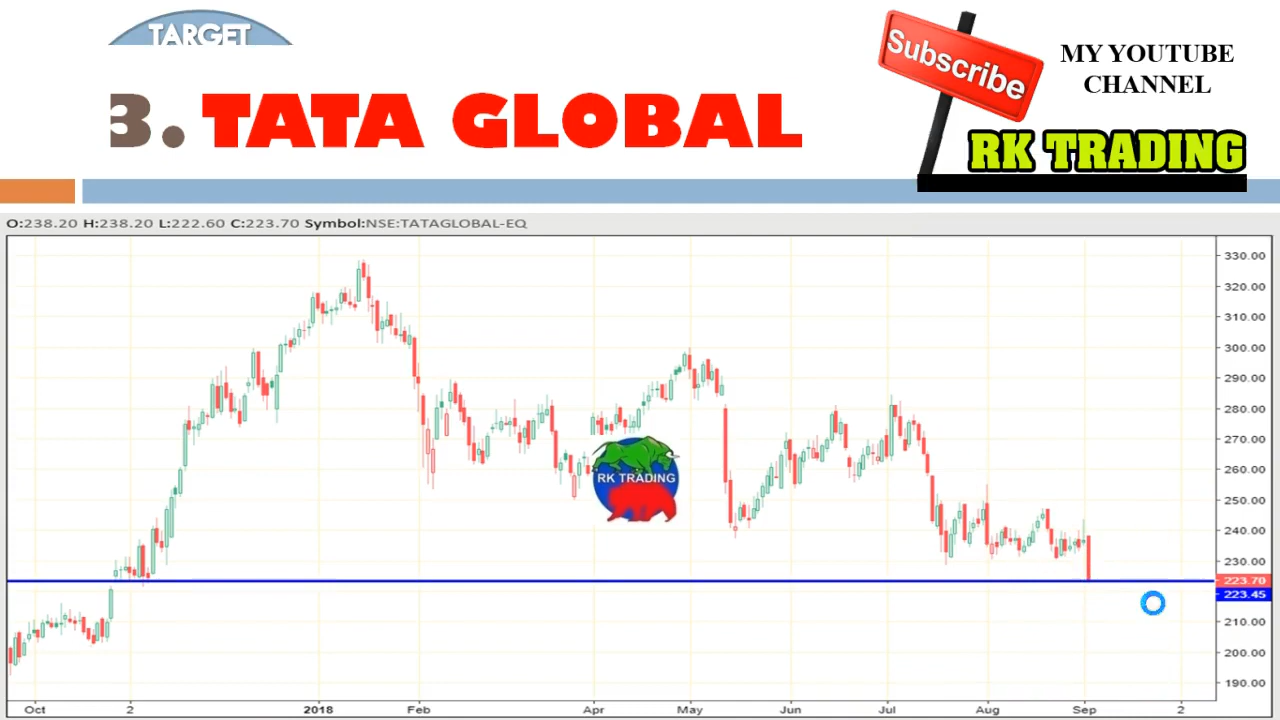 TARGET
3. TATA GLOBAL
Subscribe
MY YOUTUBE
CHANNEL
RK TRADING
O:238.20 H:238.20 L:222.60 C:223.70 Symbol:NSE:TATAGLOBAL-EQ
330.00
320.00
310.00
300.00
290.00
280.00
270.00
260.00
250.00
240.00
230.00
223.70
223.45
210.00
200.00
190.00
RK TRADING
Oct 2 2018 Feb Apr May Jun Jul Aug Sep 2